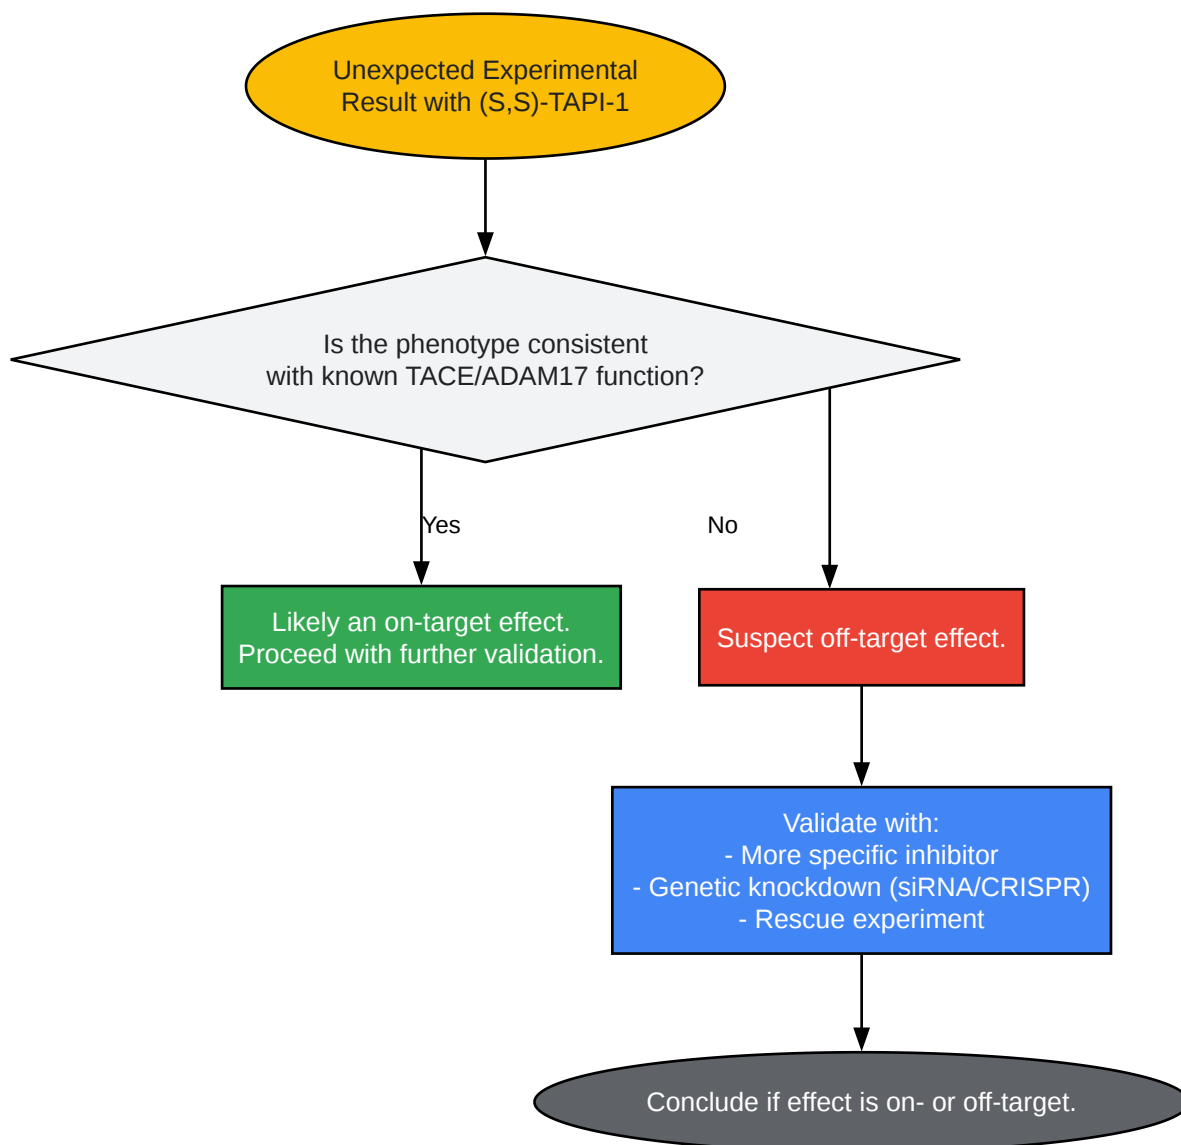 Unexpected Experimental
Result with (S,S)-TAPI-1
Is the phenotype consistent
with known TACE/ADAM17 function?
Yes
No
Likely an on-target effect.
Proceed with further validation.
Suspect off-target effect.
Validate with:
- More specific inhibitor
- Genetic knockdown (siRNA/CRISPR)
- Rescue experiment
Conclude if effect is on- or off-target.